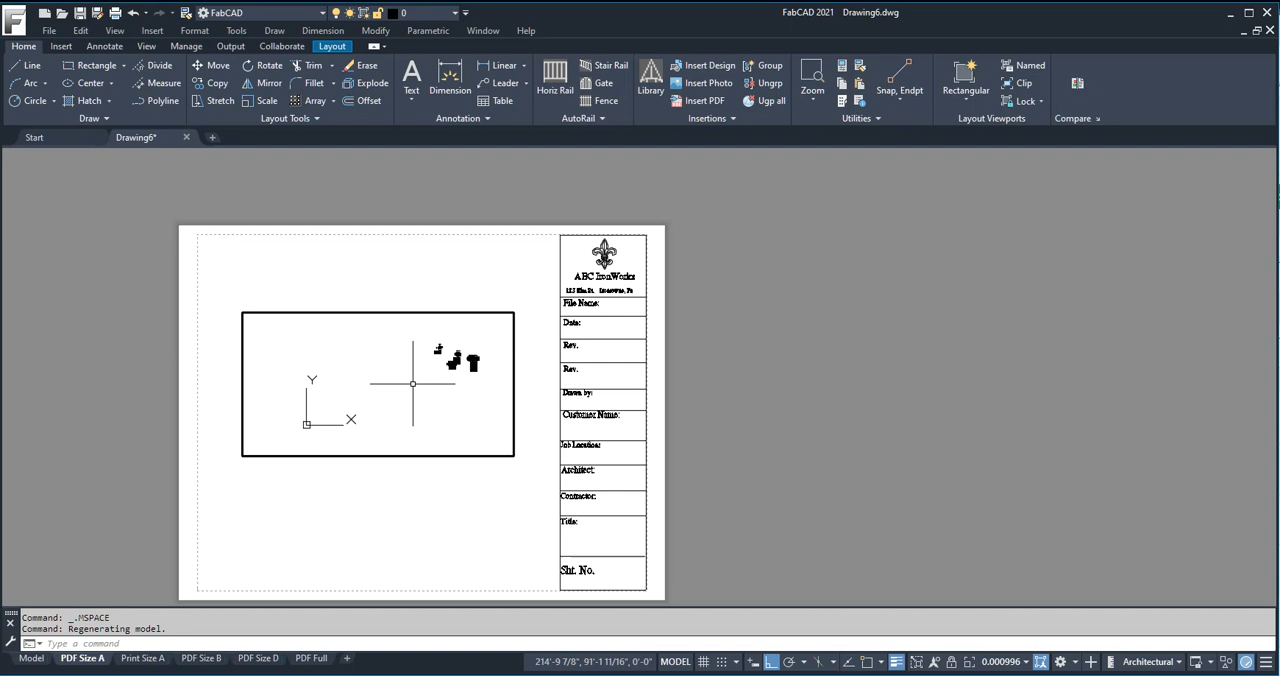 FabCAD 0 FabCAD 2021 Drawing6.dwg
File Edit View Insert Format Tools Draw Dimension Modify Parametric Window Help
Home Insert Annotate View Manage Output Collaborate Layout
Line Rectangle Divide Move Rotate Trim Erase Linear Stair Rail Insert Design Group Named
Arc Center Measure Copy Mirror Fillet Explode Text Dimension Leader Horiz Rail Gate Library Insert Photo Ungrp Zoom Snap, Endpt Rectangular Clip
Circle Hatch Polyline Stretch Scale Array Offset Table Fence Insert PDF Ugp all Lock
Draw Layout Tools Annotation AutoRail Insertions Utilities Layout Viewports Compare
Start Drawing6*
ABC IronWorks
File Name:
Date:
Rev.
Rev.
Drawn by:
Customer Name:
Job Location:
Architect:
Contractor:
Title:
Sht. No.
Y
X
Command: _.MSPACE
Command: Regenerating model.
Type a command
Model PDF Size A Print Size A PDF Size B PDF Size D PDF Full + 214'-9 7/8", 91'-1 11/16", 0'-0" MODEL 0.000996 Architectural